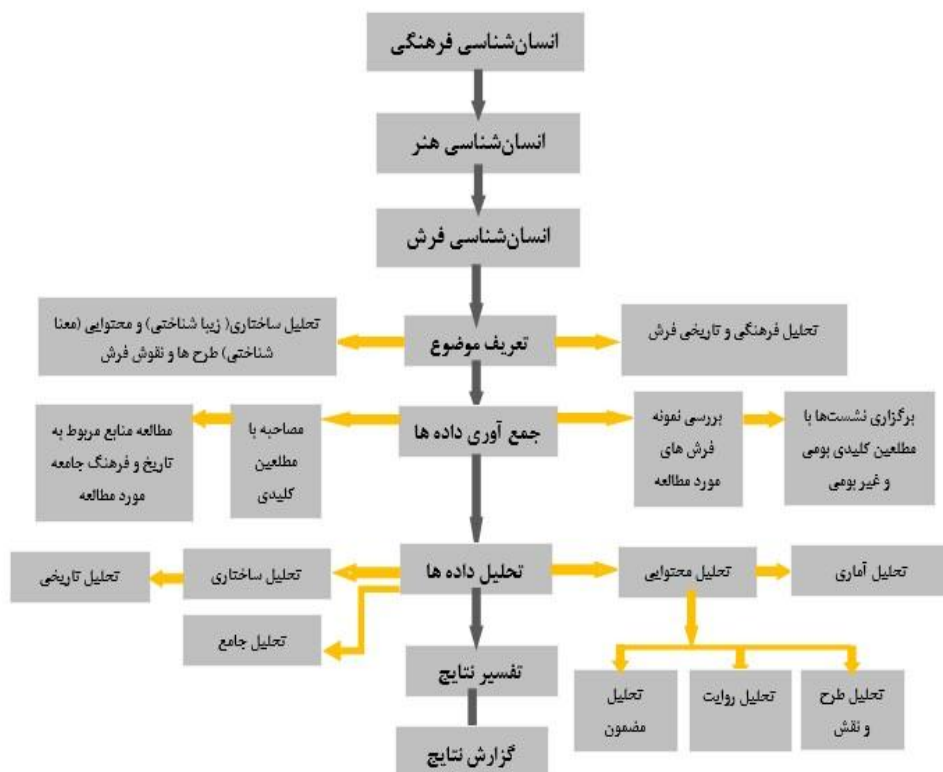 انسان‌شناسی فرهنگی
انسان‌شناسی هنر
انسان‌شناسی فرش
تحلیل فرهنگی و تاریخی فرش
تعریف موضوع
تحلیل ساختاری( زیبا شناختی) و محتوایی (معنا
شناختی) طرح ها و نقوش فرش
برگزاری نشست‌ها با
مطلعین کلیدی بومی
و غیر بومی
بررسی نمونه
فرش های
مورد مطالعه
جمع آوری داده ها
مصاحبه با
مطلعین
کلیدی
مطالعه منابع مربوط به
تاریخ و فرهنگ جامعه
مورد مطالعه
تحلیل آماری
تحلیل محتوایی
تحلیل داده ها
تحلیل ساختاری
تحلیل تاریخی
تحلیل جامع
تحلیل طرح
و نقش
تحلیل روایت
تحلیل
مضمون
تفسیر نتایج
گزارش نتایج